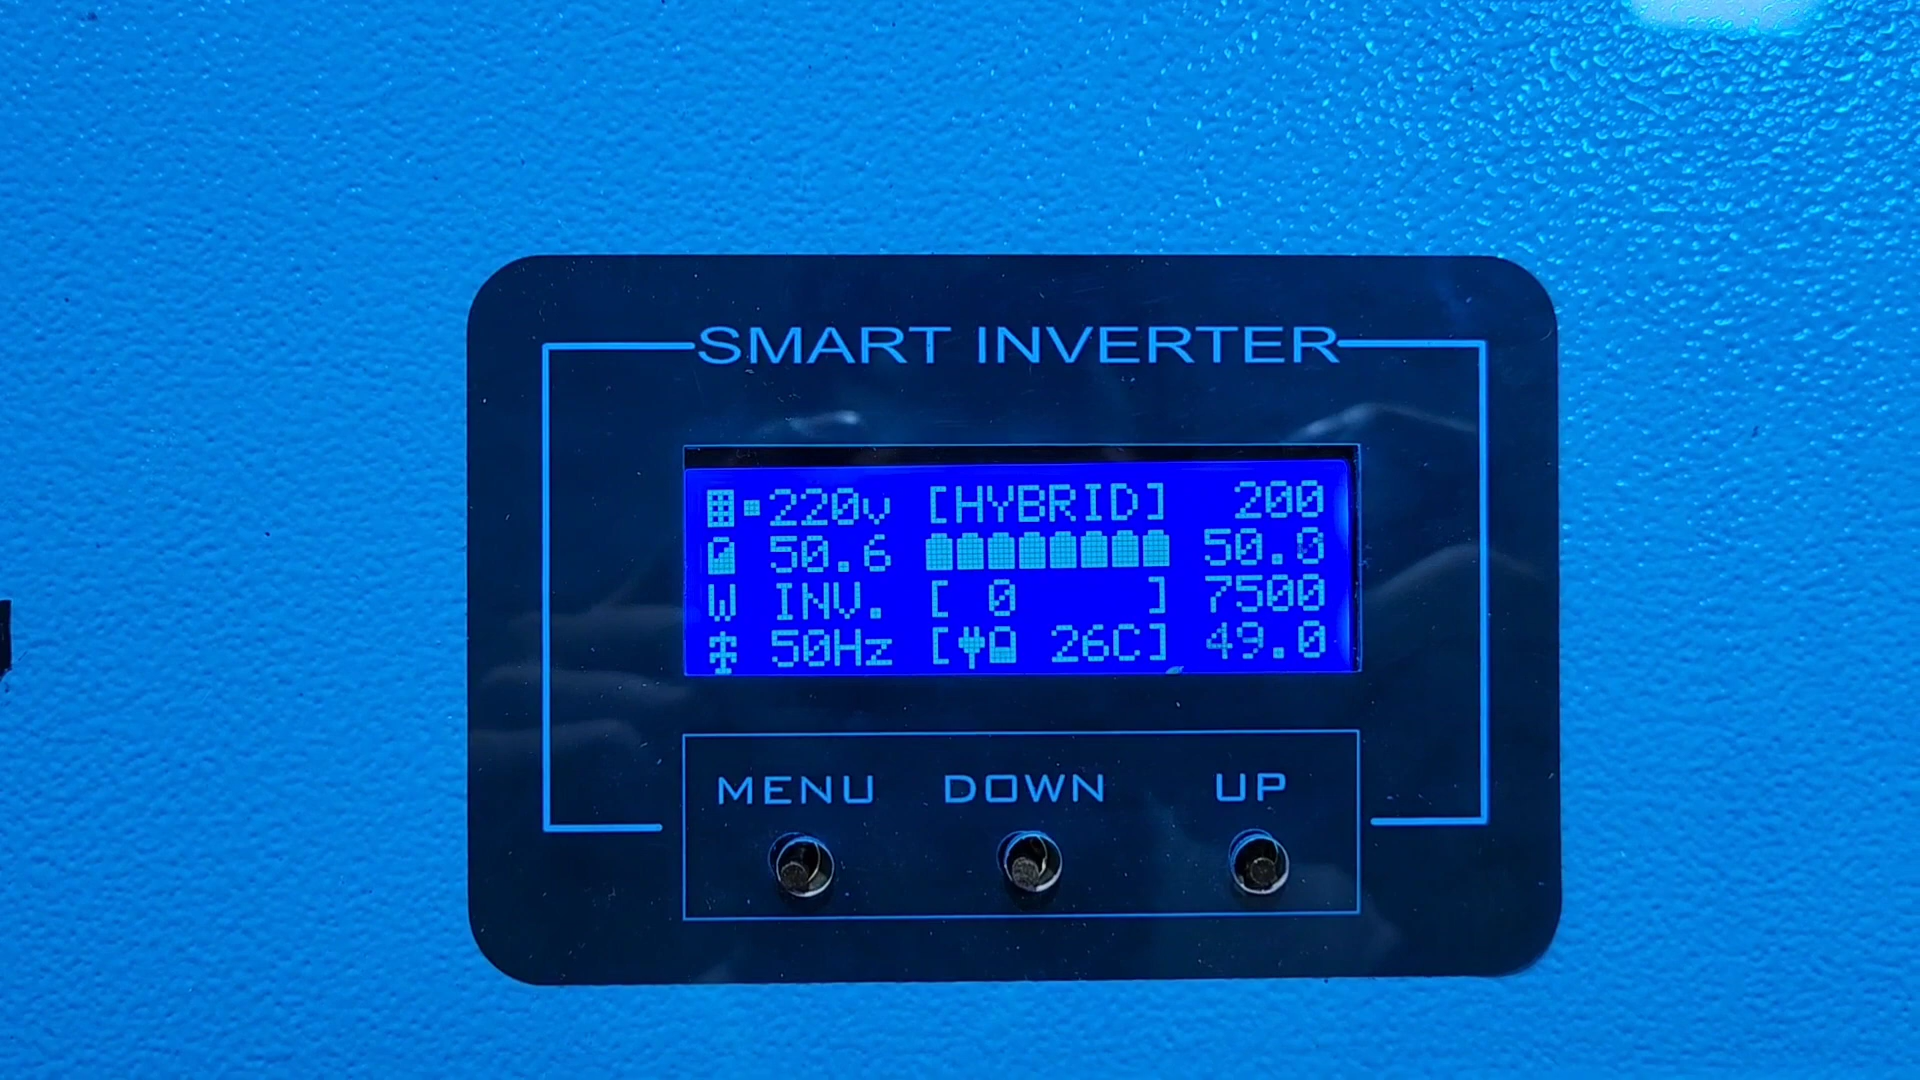 SMART INVERTER
220v [HYBRID] 200
50.6 50.0
W INV. [ 0 ] 7500
50Hz [ 26C] 49.0
MENU DOWN UP